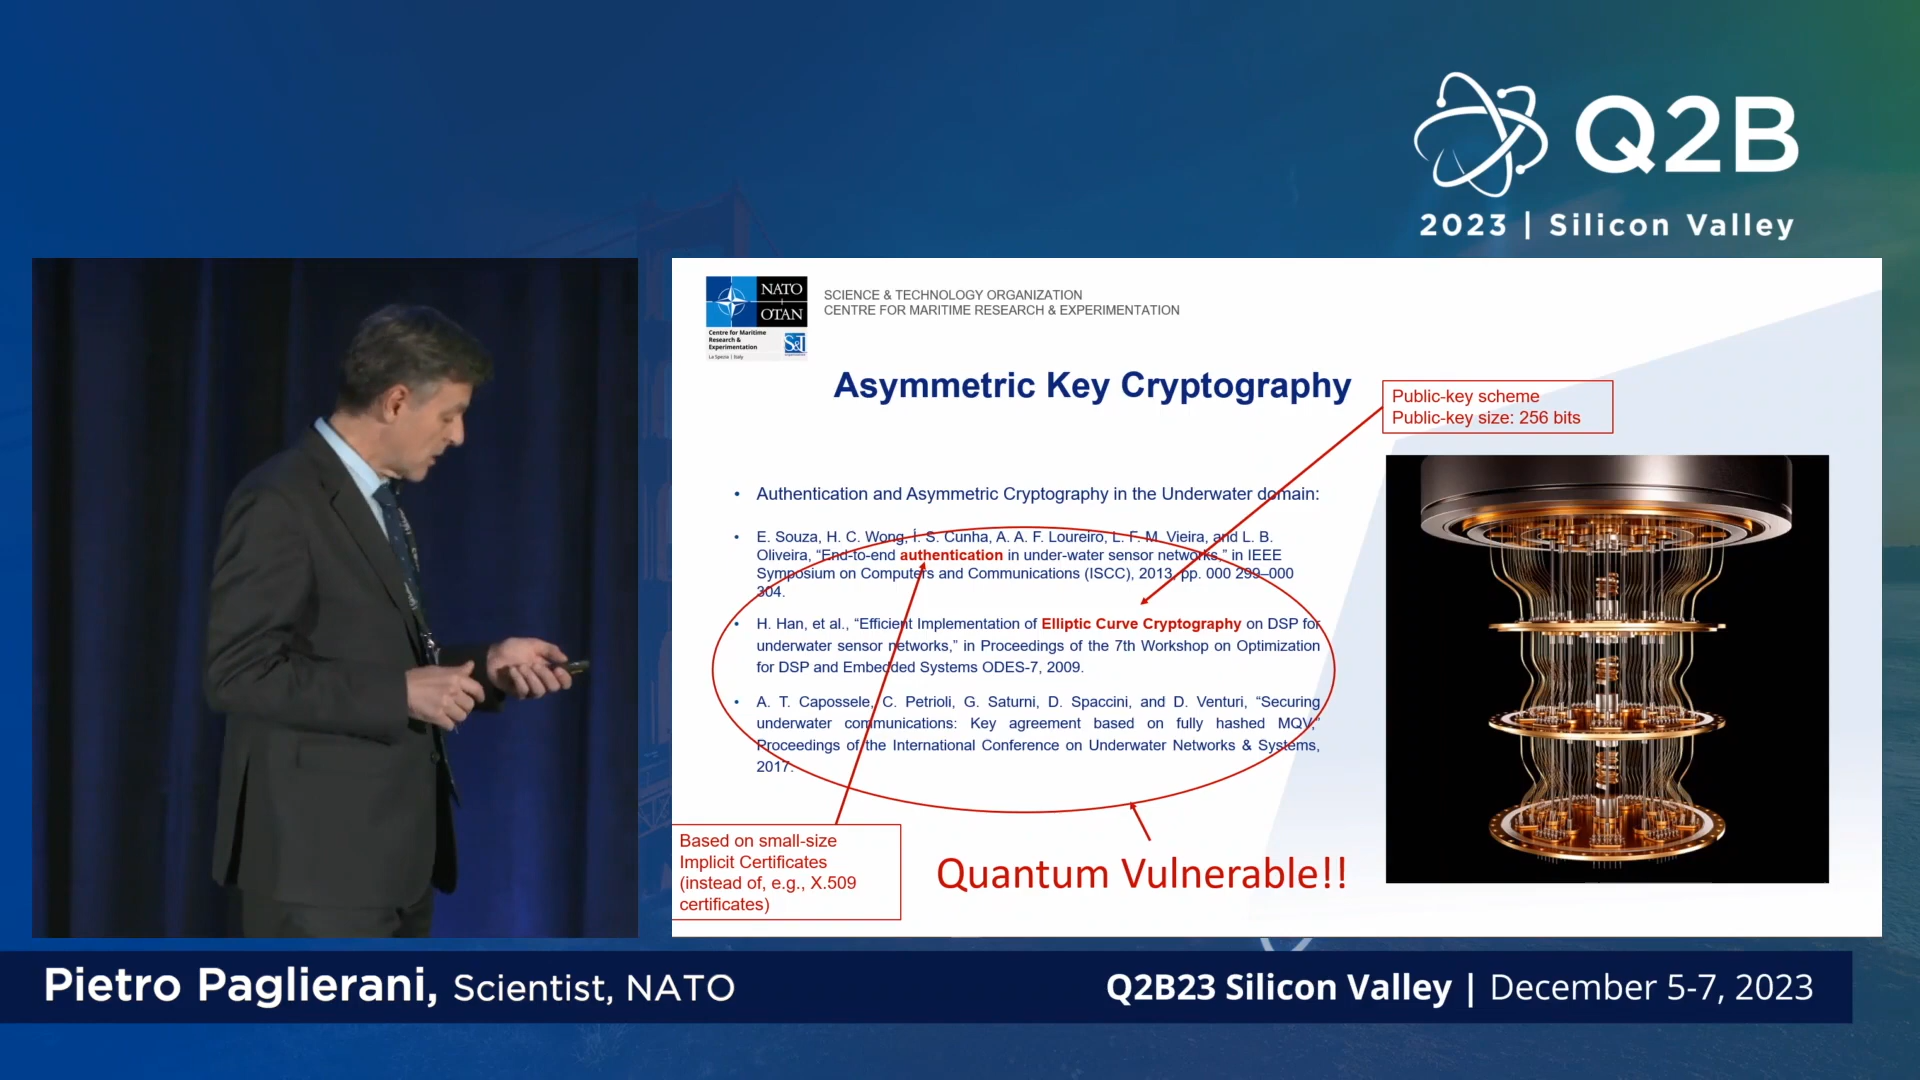 Q2B
2023 | Silicon Valley
NATO
OTAN
Centre for Maritime
Research &
Experimentation
S&T
La Spezia | Italy
SCIENCE & TECHNOLOGY ORGANIZATION
CENTRE FOR MARITIME RESEARCH & EXPERIMENTATION
Asymmetric Key Cryptography
Public-key scheme
Public-key size: 256 bits
• Authentication and Asymmetric Cryptography in the Underwater domain:
• E. Souza, H. C. Wong, Í. S. Cunha, A. A. F. Loureiro, L. F. M. Vieira, and L. B.
Oliveira, “End-to-end authentication in under-water sensor networks,” in IEEE
Symposium on Computers and Communications (ISCC), 2013, pp. 000 299–000
304.
• H. Han, et al., “Efficient Implementation of Elliptic Curve Cryptography on DSP for
underwater sensor networks,” in Proceedings of the 7th Workshop on Optimization
for DSP and Embedded Systems ODES-7, 2009.
• A. T. Capossele, C. Petrioli, G. Saturni, D. Spaccini, and D. Venturi, “Securing
underwater communications: Key agreement based on fully hashed MQV,”
Proceedings of the International Conference on Underwater Networks & Systems,
2017.
Based on small-size
Implicit Certificates
(instead of, e.g., X.509
certificates)
Quantum Vulnerable!!
Pietro Paglierani, Scientist, NATO
Q2B23 Silicon Valley | December 5-7, 2023